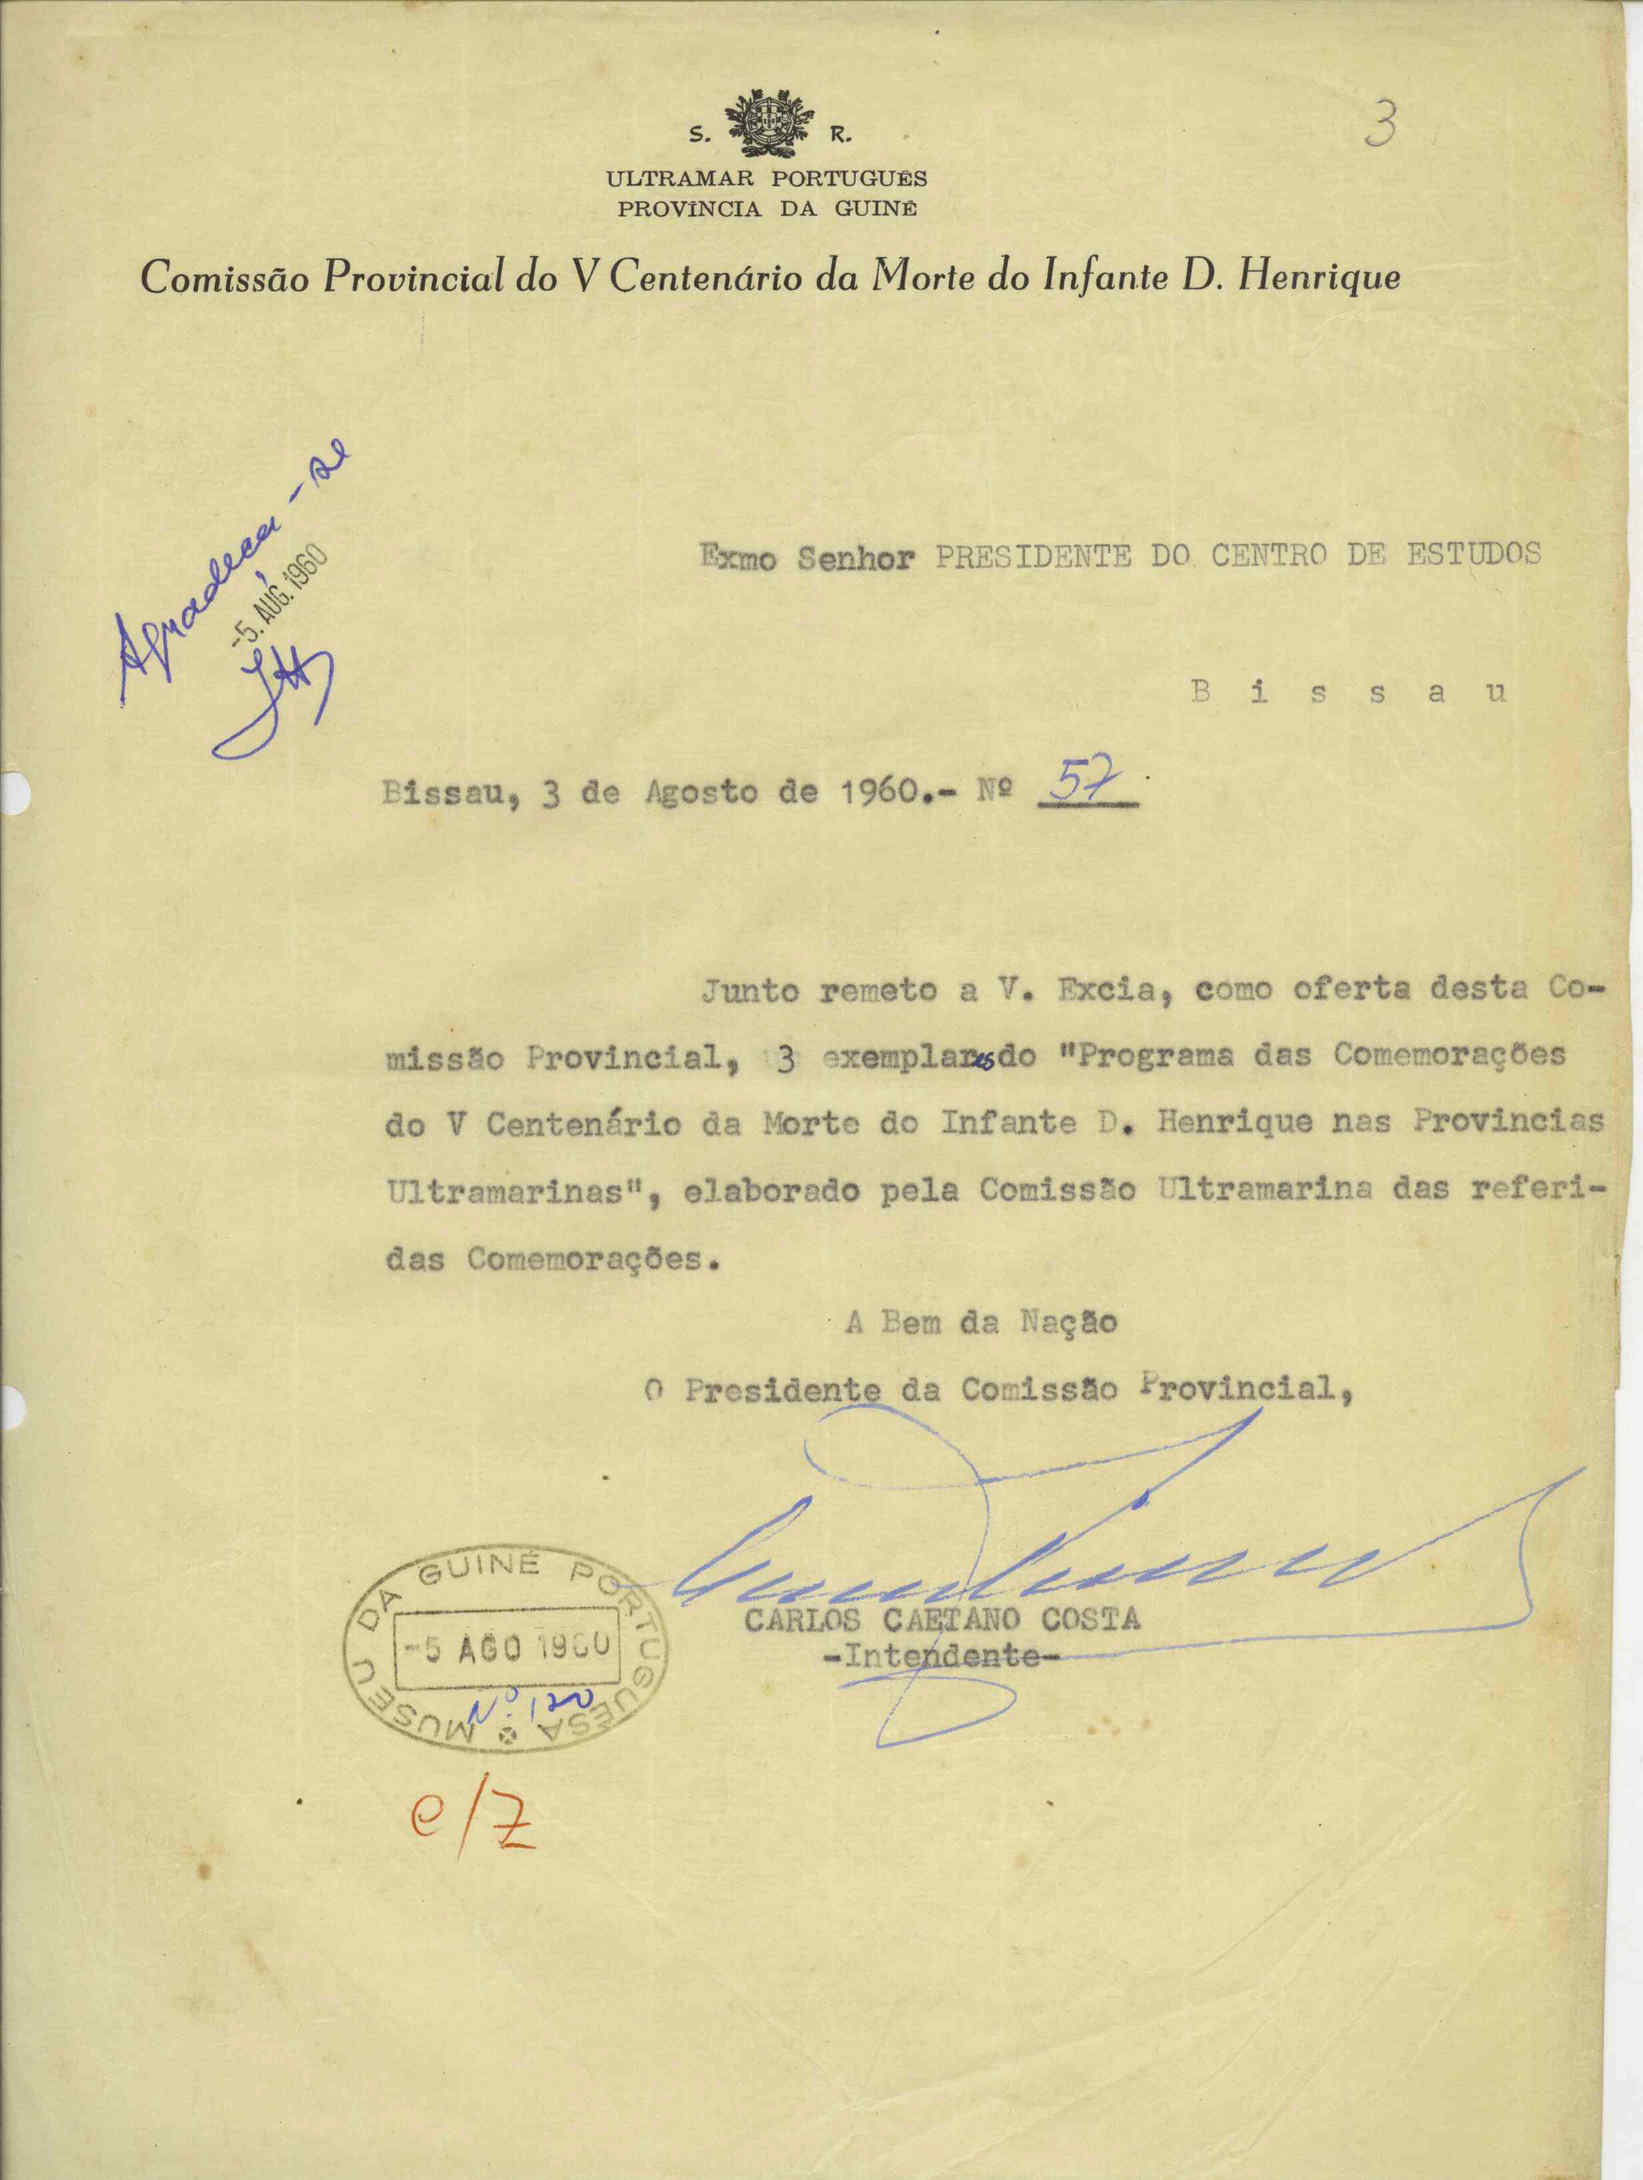 3
S. R.
ULTRAMAR PORTUGUÊS
PROVÍNCIA DA GUINÉ
Comissão Provincial do V Centenário da Morte do Infante D. Henrique
Agradeça-se
-5. AUG. 1960
Exmo Senhor PRESIDENTE DO CENTRO DE ESTUDOS
B i s s a u
Bissau, 3 de Agosto de 1960.- Nº 57
Junto remeto a V. Excia, como oferta desta Co-
missão Provincial, 3 exemplares do "Programa das Comemorações
do V Centenário da Morte do Infante D. Henrique nas Provincias
Ultramarinas", elaborado pela Comissão Ultramarina das referi-
das Comemorações.
A Bem da Nação
O Presidente da Comissão Provincial,
CARLOS CAETANO COSTA
-Intendente-
MUSEU DA GUINÉ PORTUGUESA
-5 AGO 1960
Nº. 120
e/Z